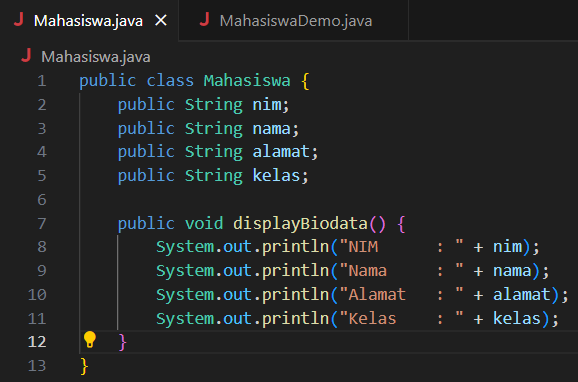 J Mahasiswa.java × J MahasiswaDemo.java
J Mahasiswa.java
1 public class Mahasiswa {
2     public String nim;
3     public String nama;
4     public String alamat;
5     public String kelas;
6
7     public void displayBiodata() {
8         System.out.println("NIM      : " + nim);
9         System.out.println("Nama     : " + nama);
10         System.out.println("Alamat   : " + alamat);
11         System.out.println("Kelas    : " + kelas);
12     }
13 }